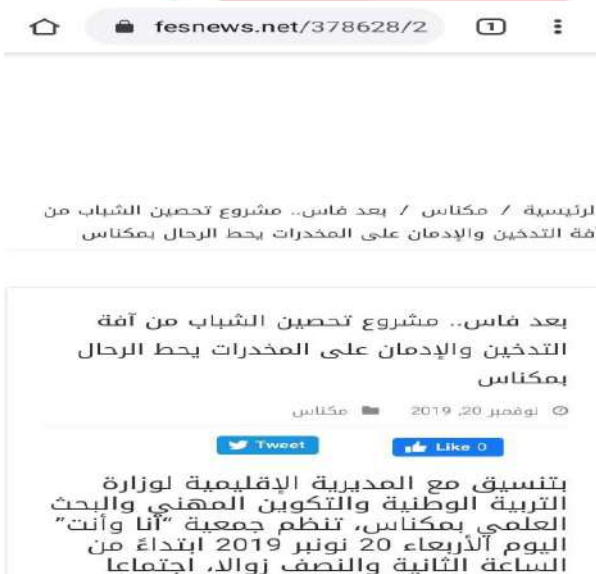 fesnews.net/378628/2
1
الرئيسية / مكناس / بعد فاس.. مشروع تحصين الشباب من
آفة التدخين والإدمان على المخدرات يحط الرحال بمكناس
بعد فاس.. مشروع تحصين الشباب من آفة
التدخين والإدمان على المخدرات يحط الرحال
بمكناس
نوفمبر 20, 2019 مكناس
Tweet
Like 0
بتنسيق مع المديرية الإقليمية لوزارة
التربية الوطنية والتكوين المهني والبحث
العلمي بمكناس، تنظم جمعية “أنا وأنت”
اليوم الأربعاء 20 نونبر 2019 ابتداءً من
الساعة الثانية والنصف زوالا، اجتماعا